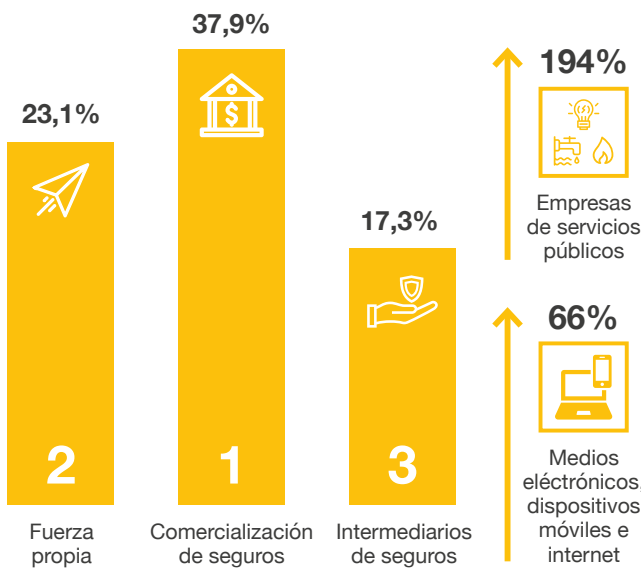 37,9%
23,1%
17,3%
2
1
3
Fuerza
propia
Comercialización
de seguros
Intermediarios
de seguros
194%
Empresas
de servicios
públicos
66%
Medios
eléctrónicos,
dispositivos
móviles e
internet